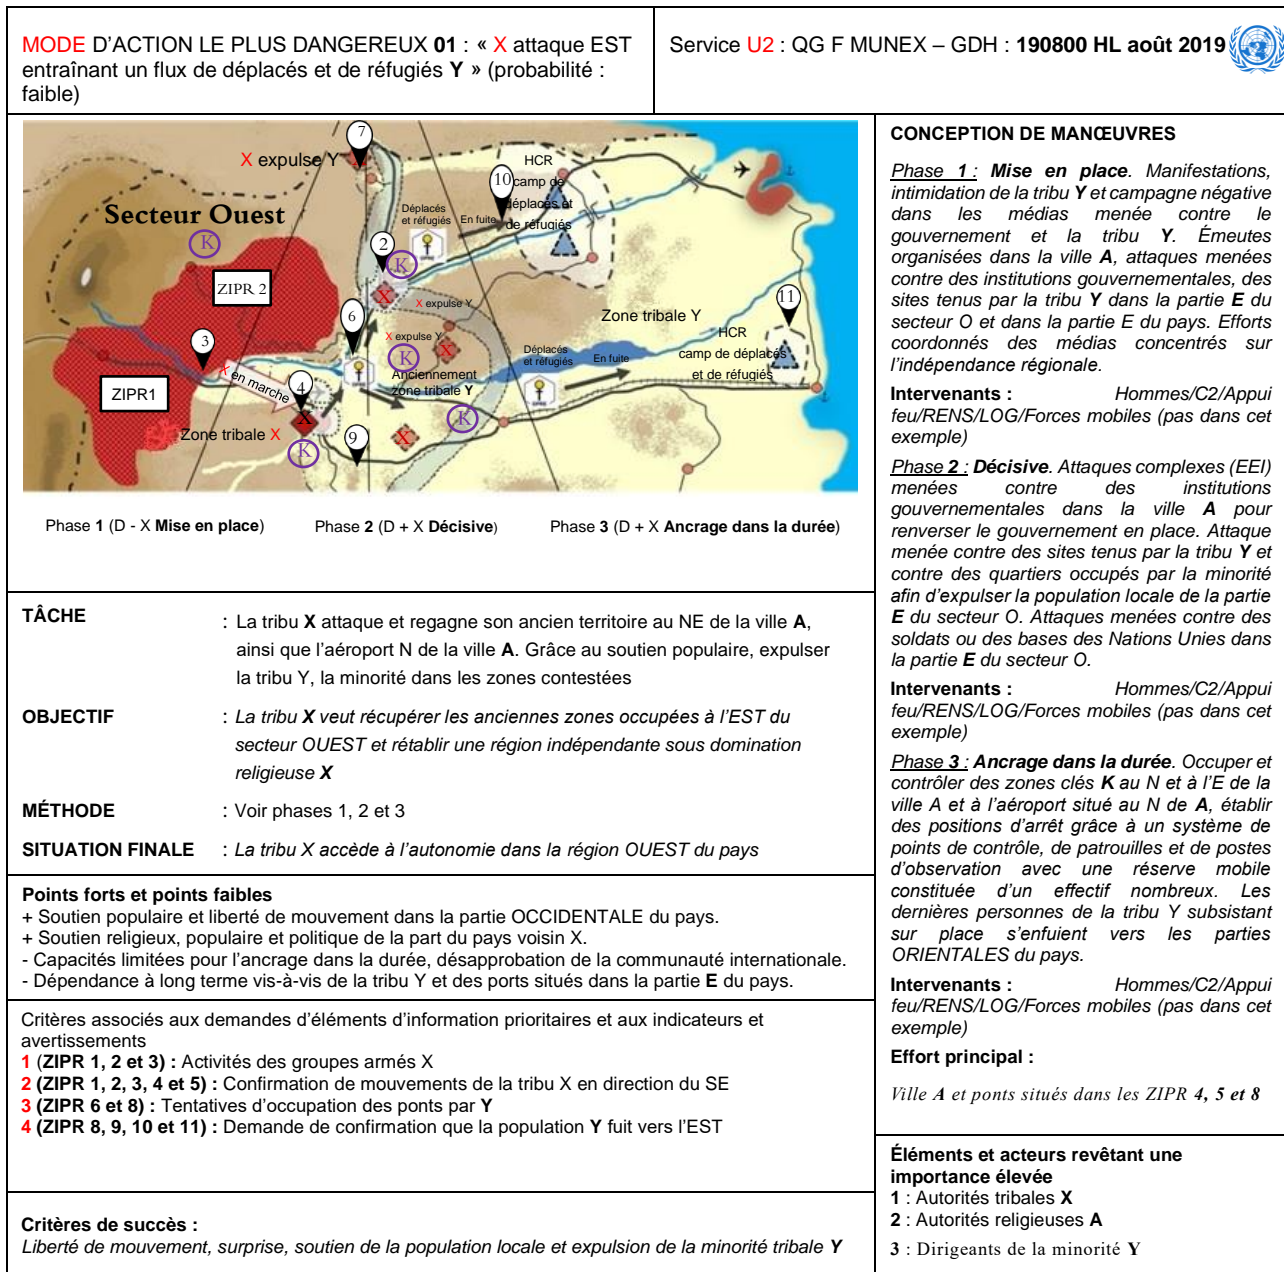 MODE D'ACTION LE PLUS DANGEREUX 01 : « X attaque EST
entraînant un flux de déplacés et de réfugiés Y » (probabilité :
faible)
Service U2 : QG F MUNEX – GDH : 190800 HL août 2019
7
X expulse Y
HCR
camp de
déplacés et
de réfugiés
10
Secteur Ouest
K
Déplacés
et réfugiés
En fuite
2
K
ZIPR 2
X
X expulse Y
11
6
Zone tribale Y
3
X expulse Y
X
K
HCR
camp de déplacés
et de réfugiés
Déplacés
et réfugiés
En fuite
X en marche
Anciennement
zone tribale Y
ZIPR1
4
X
K
Zone tribale X
9
X
K
Phase 1 (D - X Mise en place)
Phase 2 (D + X Décisive)
Phase 3 (D + X Ancrage dans la durée)
TÂCHE : La tribu X attaque et regagne son ancien territoire au NE de la ville A,
ainsi que l'aéroport N de la ville A. Grâce au soutien populaire, expulser
la tribu Y, la minorité dans les zones contestées
OBJECTIF : La tribu X veut récupérer les anciennes zones occupées à l'EST du
secteur OUEST et rétablir une région indépendante sous domination
religieuse X
MÉTHODE : Voir phases 1, 2 et 3
SITUATION FINALE : La tribu X accède à l'autonomie dans la région OUEST du pays
Points forts et points faibles
+ Soutien populaire et liberté de mouvement dans la partie OCCIDENTALE du pays.
+ Soutien religieux, populaire et politique de la part du pays voisin X.
- Capacités limitées pour l'ancrage dans la durée, désapprobation de la communauté internationale.
- Dépendance à long terme vis-à-vis de la tribu Y et des ports situés dans la partie E du pays.
Critères associés aux demandes d'éléments d'information prioritaires et aux indicateurs et
avertissements
1 (ZIPR 1, 2 et 3) : Activités des groupes armés X
2 (ZIPR 1, 2, 3, 4 et 5) : Confirmation de mouvements de la tribu X en direction du SE
3 (ZIPR 6 et 8) : Tentatives d'occupation des ponts par Y
4 (ZIPR 8, 9, 10 et 11) : Demande de confirmation que la population Y fuit vers l'EST
Critères de succès :
Liberté de mouvement, surprise, soutien de la population locale et expulsion de la minorité tribale Y
CONCEPTION DE MANŒUVRES
Phase 1 : Mise en place. Manifestations,
intimidation de la tribu Y et campagne négative
dans les médias menée contre le
gouvernement et la tribu Y. Émeutes
organisées dans la ville A, attaques menées
contre des institutions gouvernementales, des
sites tenus par la tribu Y dans la partie E du
secteur O et dans la partie E du pays. Efforts
coordonnés des médias concentrés sur
l'indépendance régionale.
Intervenants : Hommes/C2/Appui
feu/RENS/LOG/Forces mobiles (pas dans cet
exemple)
Phase 2 : Décisive. Attaques complexes (EEI)
menées contre des institutions
gouvernementales dans la ville A pour
renverser le gouvernement en place. Attaque
menée contre des sites tenus par la tribu Y et
contre des quartiers occupés par la minorité
afin d'expulser la population locale de la partie
E du secteur O. Attaques menées contre des
soldats ou des bases des Nations Unies dans
la partie E du secteur O.
Intervenants : Hommes/C2/Appui
feu/RENS/LOG/Forces mobiles (pas dans cet
exemple)
Phase 3 : Ancrage dans la durée. Occuper et
contrôler des zones clés K au N et à l'E de la
ville A et à l'aéroport situé au N de A, établir
des positions d'arrêt grâce à un système de
points de contrôle, de patrouilles et de postes
d'observation avec une réserve mobile
constituée d'un effectif nombreux. Les
dernières personnes de la tribu Y subsistant
sur place s'enfuient vers les parties
ORIENTALES du pays.
Intervenants : Hommes/C2/Appui
feu/RENS/LOG/Forces mobiles (pas dans cet
exemple)
Effort principal :
Ville A et ponts situés dans les ZIPR 4, 5 et 8
Éléments et acteurs revêtant une
importance élevée
1 : Autorités tribales X
2 : Autorités religieuses A
3 : Dirigeants de la minorité Y